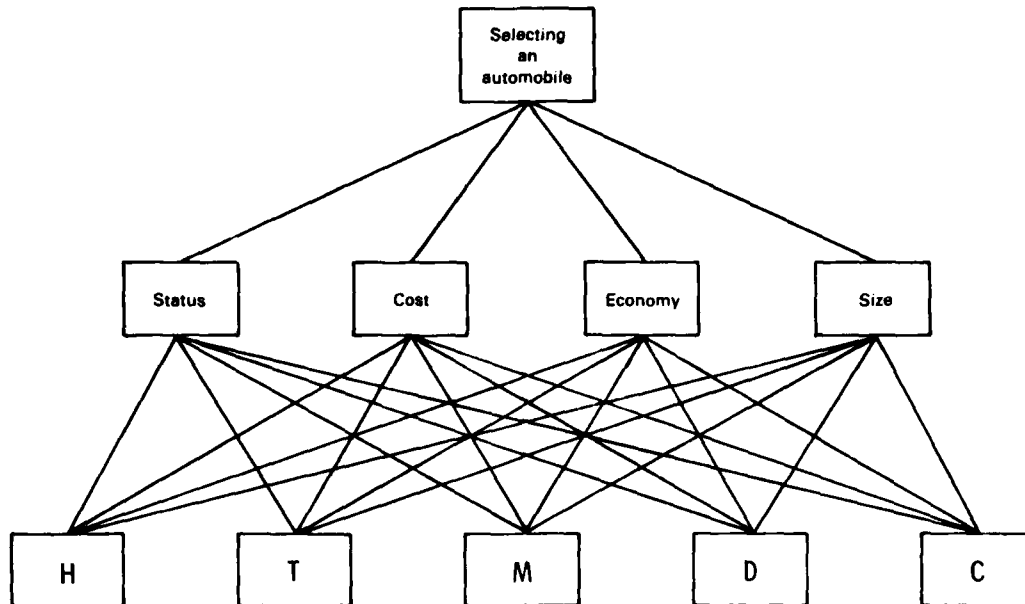 Selecting
an
automobile
Status
Cost
Economy
Size
H
T
M
D
C